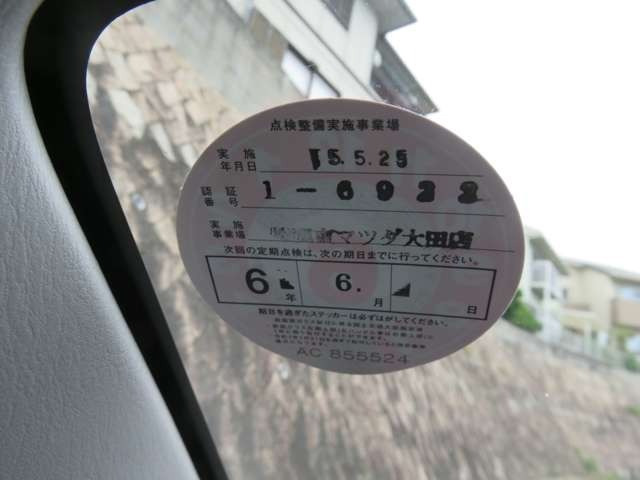 点検整備実施事業場
実施年月日 5.5.25
認証番号 1-6922
実施事業場 マツダ大田店
次回の定期点検は、次の期日までに行ってください。
6年 6.月 日
期日を過ぎたステッカーは必ずはがしてください。
AC 855524